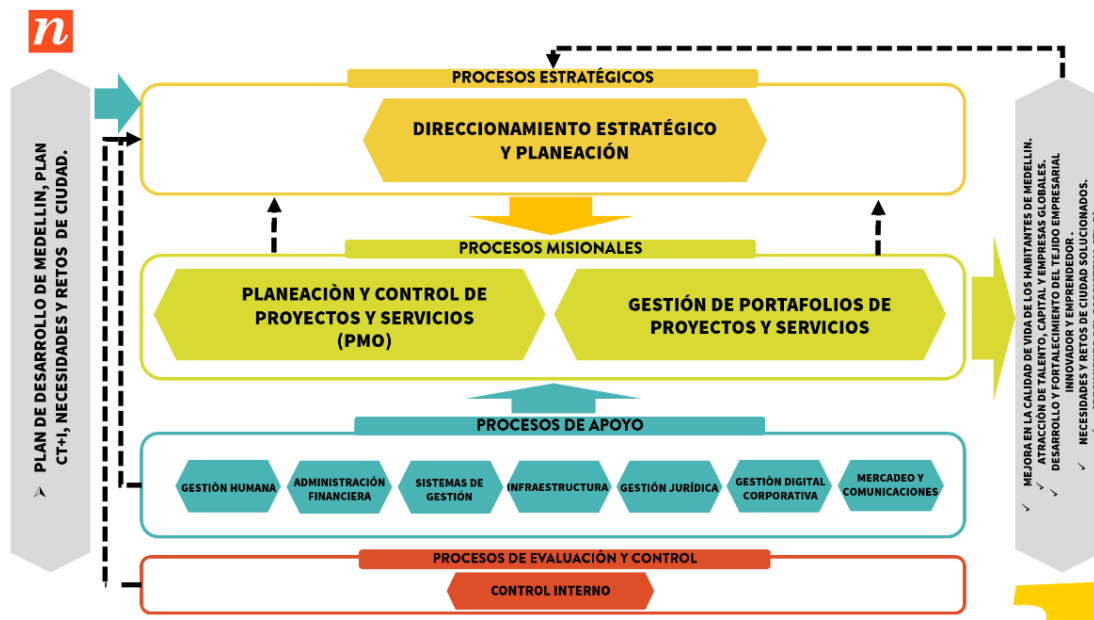 n
PLAN DE DESARROLLO DE MEDELLIN, PLAN
CT+I, NECESIDADES Y RETOS DE CIUDAD.
PROCESOS ESTRATÉGICOS
DIRECCIONAMIENTO ESTRATÉGICO
Y PLANEACIÓN
PROCESOS MISIONALES
PLANEACIÒN Y CONTROL DE
PROYECTOS Y SERVICIOS
(PMO)
GESTIÓN DE PORTAFOLIOS DE
PROYECTOS Y SERVICIOS
PROCESOS DE APOYO
GESTIÒN HUMANA
ADMINISTRACIÓN
FINANCIERA
SISTEMAS DE
GESTIÓN
INFRAESTRUCTURA
GESTIÓN JURÍDICA
GESTIÒN DIGITAL
CORPORATIVA
MERCADEO Y
COMUNICACIONES
PROCESOS DE EVALUACIÓN Y CONTROL
CONTROL INTERNO
MEJORA EN LA CALIDAD DE VIDA DE LOS HABITANTES DE MEDELLIN.
ATRACCIÓN DE TALENTO, CAPITAL Y EMPRESAS GLOBALES.
DESARROLLO Y FORTALECIMIENTO DEL TEJIDO EMPRESARIAL
INNOVADOR Y EMPRENDEDOR.
NECESIDADES Y RETOS DE CIUDAD SOLUCIONADOS.